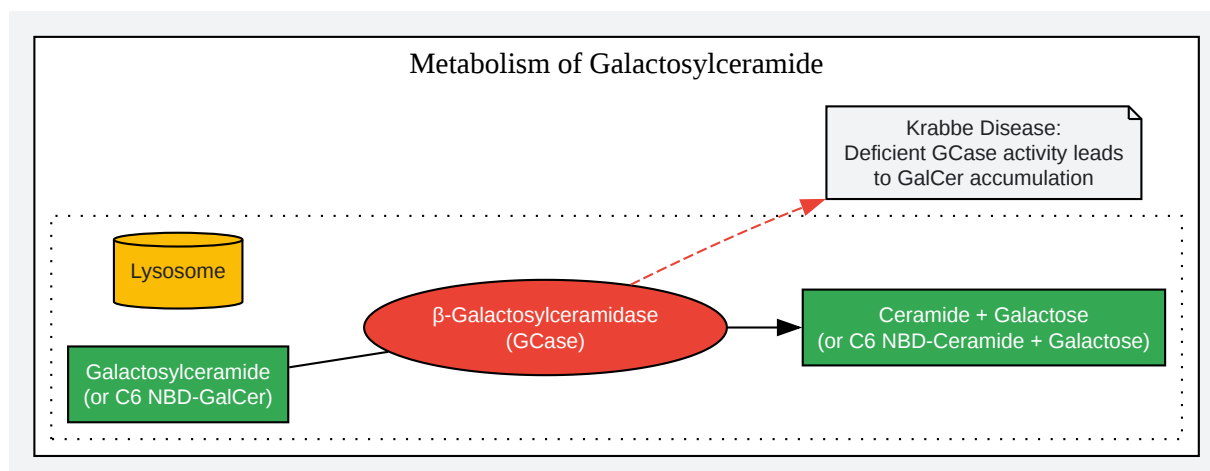 Metabolism of Galactosylceramide
Krabbe Disease:
Deficient GCase activity leads
to GalCer accumulation
Lysosome
β-Galactosylceramidase
(GCase)
Ceramide + Galactose
(or C6 NBD-Ceramide + Galactose)
Galactosylceramide
(or C6 NBD-GalCer)